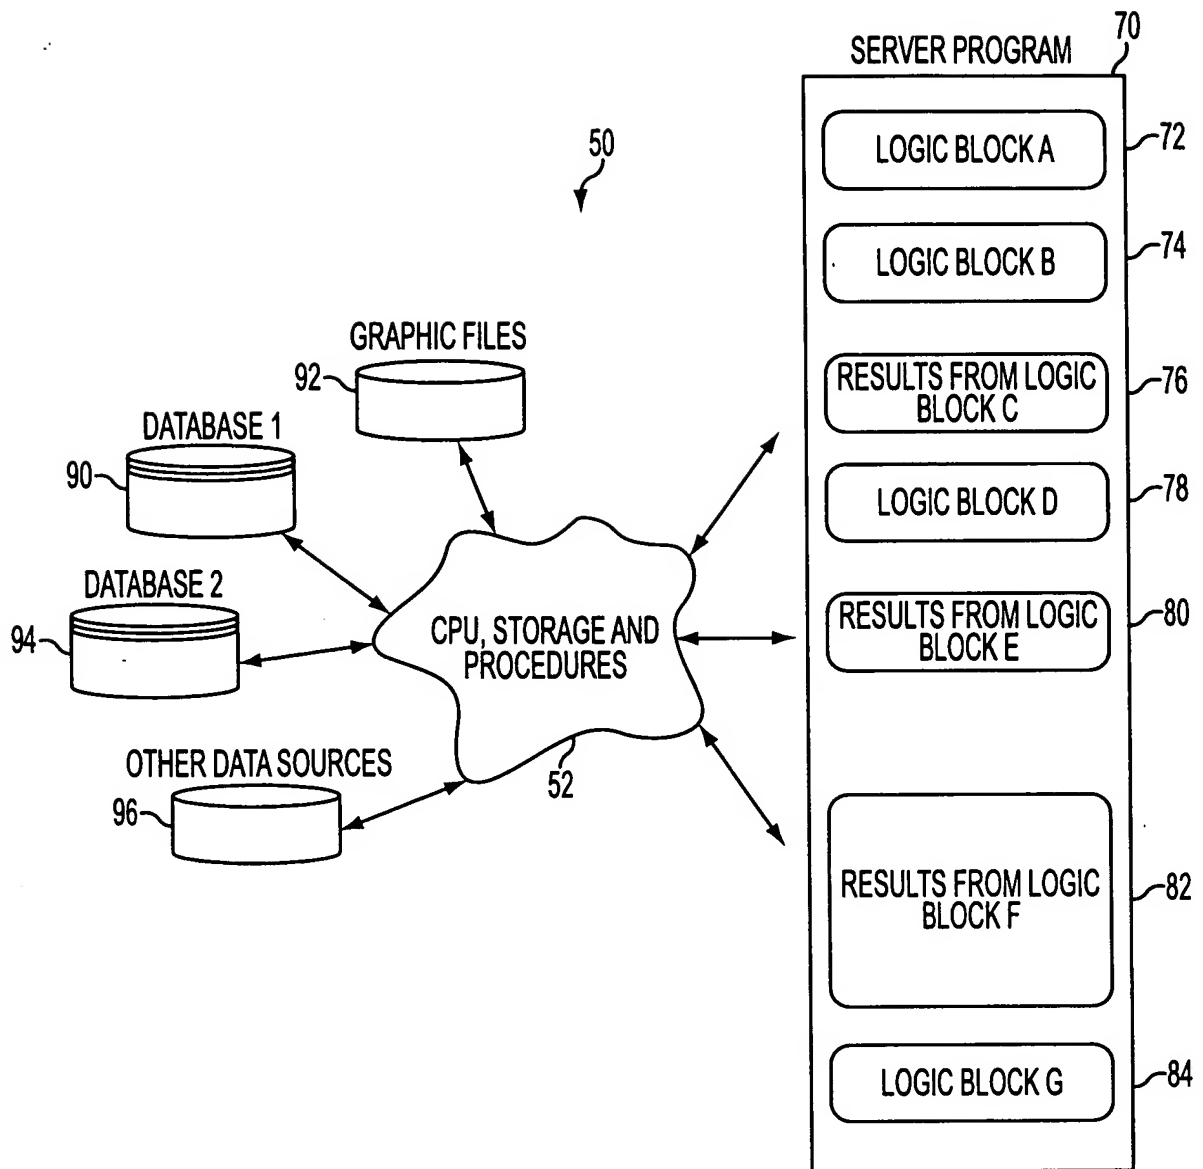 70
SERVER PROGRAM
LOGIC BLOCK A
72
50
LOGIC BLOCK B
74
GRAPHIC FILES
92
RESULTS FROM LOGIC
BLOCK C
76
DATABASE 1
90
LOGIC BLOCK D
78
DATABASE 2
94
CPU, STORAGE AND
PROCEDURES
52
RESULTS FROM LOGIC
BLOCK E
80
OTHER DATA SOURCES
96
RESULTS FROM LOGIC
BLOCK F
82
LOGIC BLOCK G
84